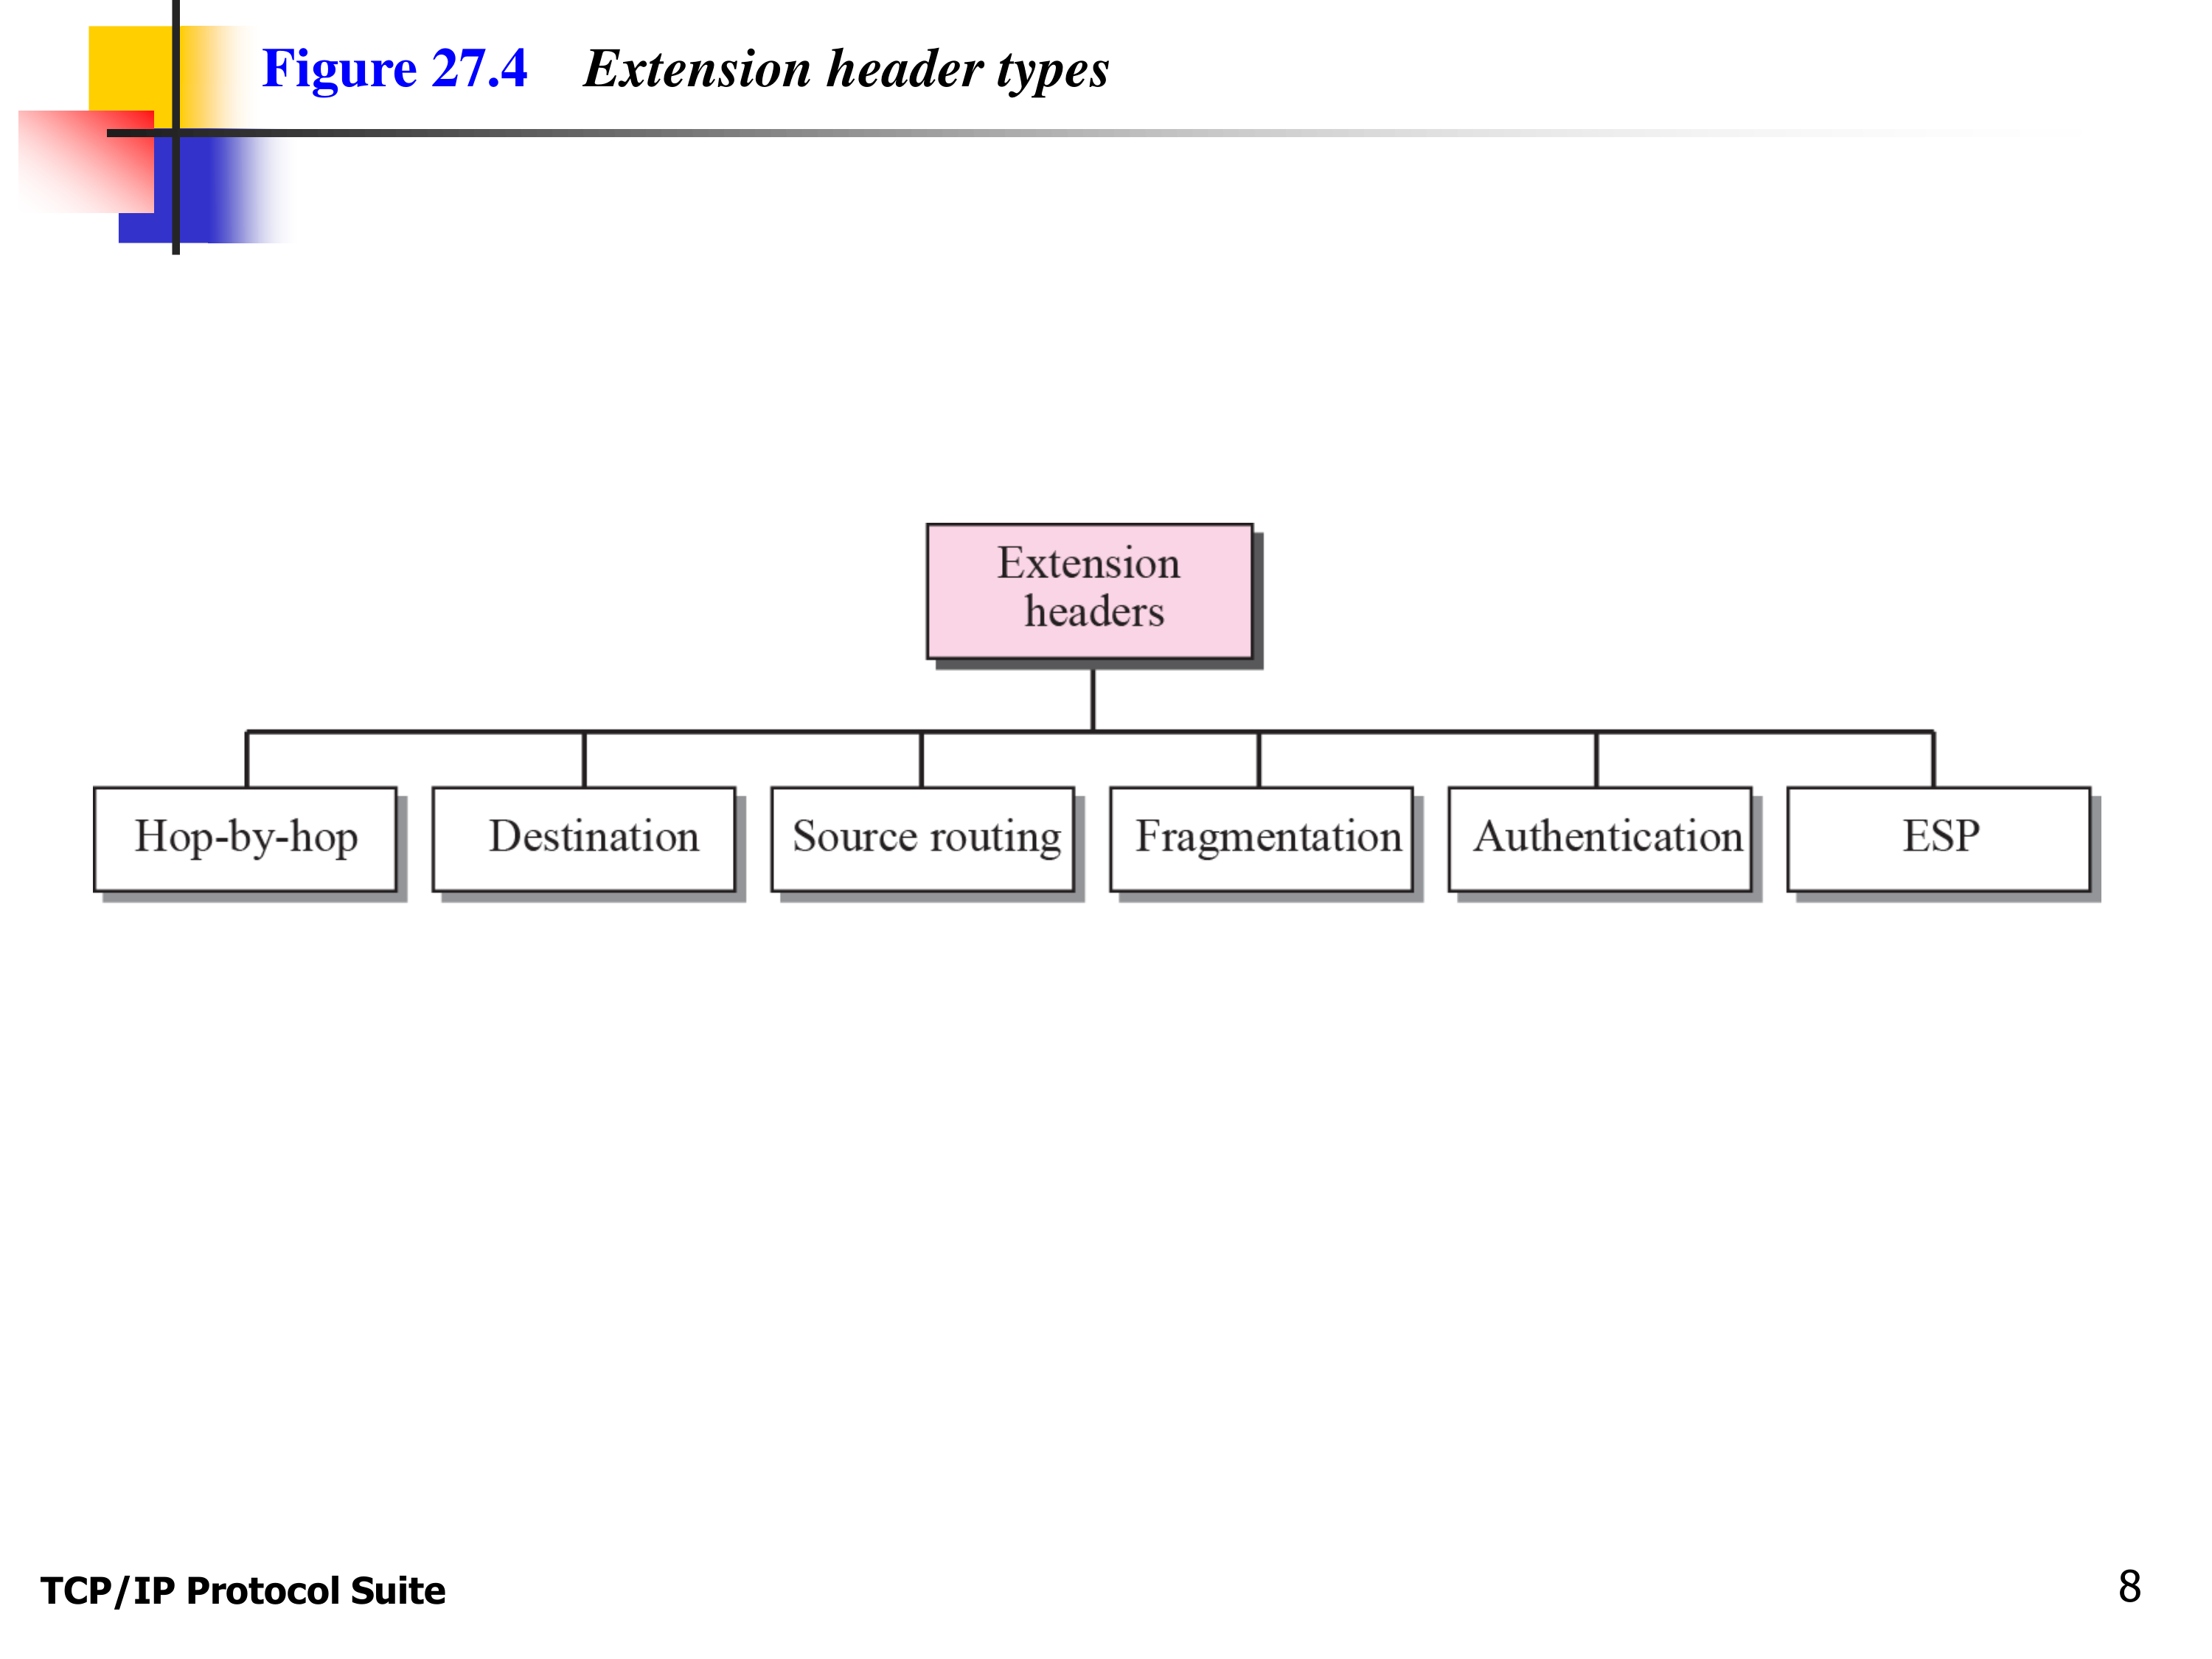 Figure 27.4 Extension header types
Extension
headers
Hop-by-hop
Destination
Source routing
Fragmentation
Authentication
ESP
TCP/IP Protocol Suite
8